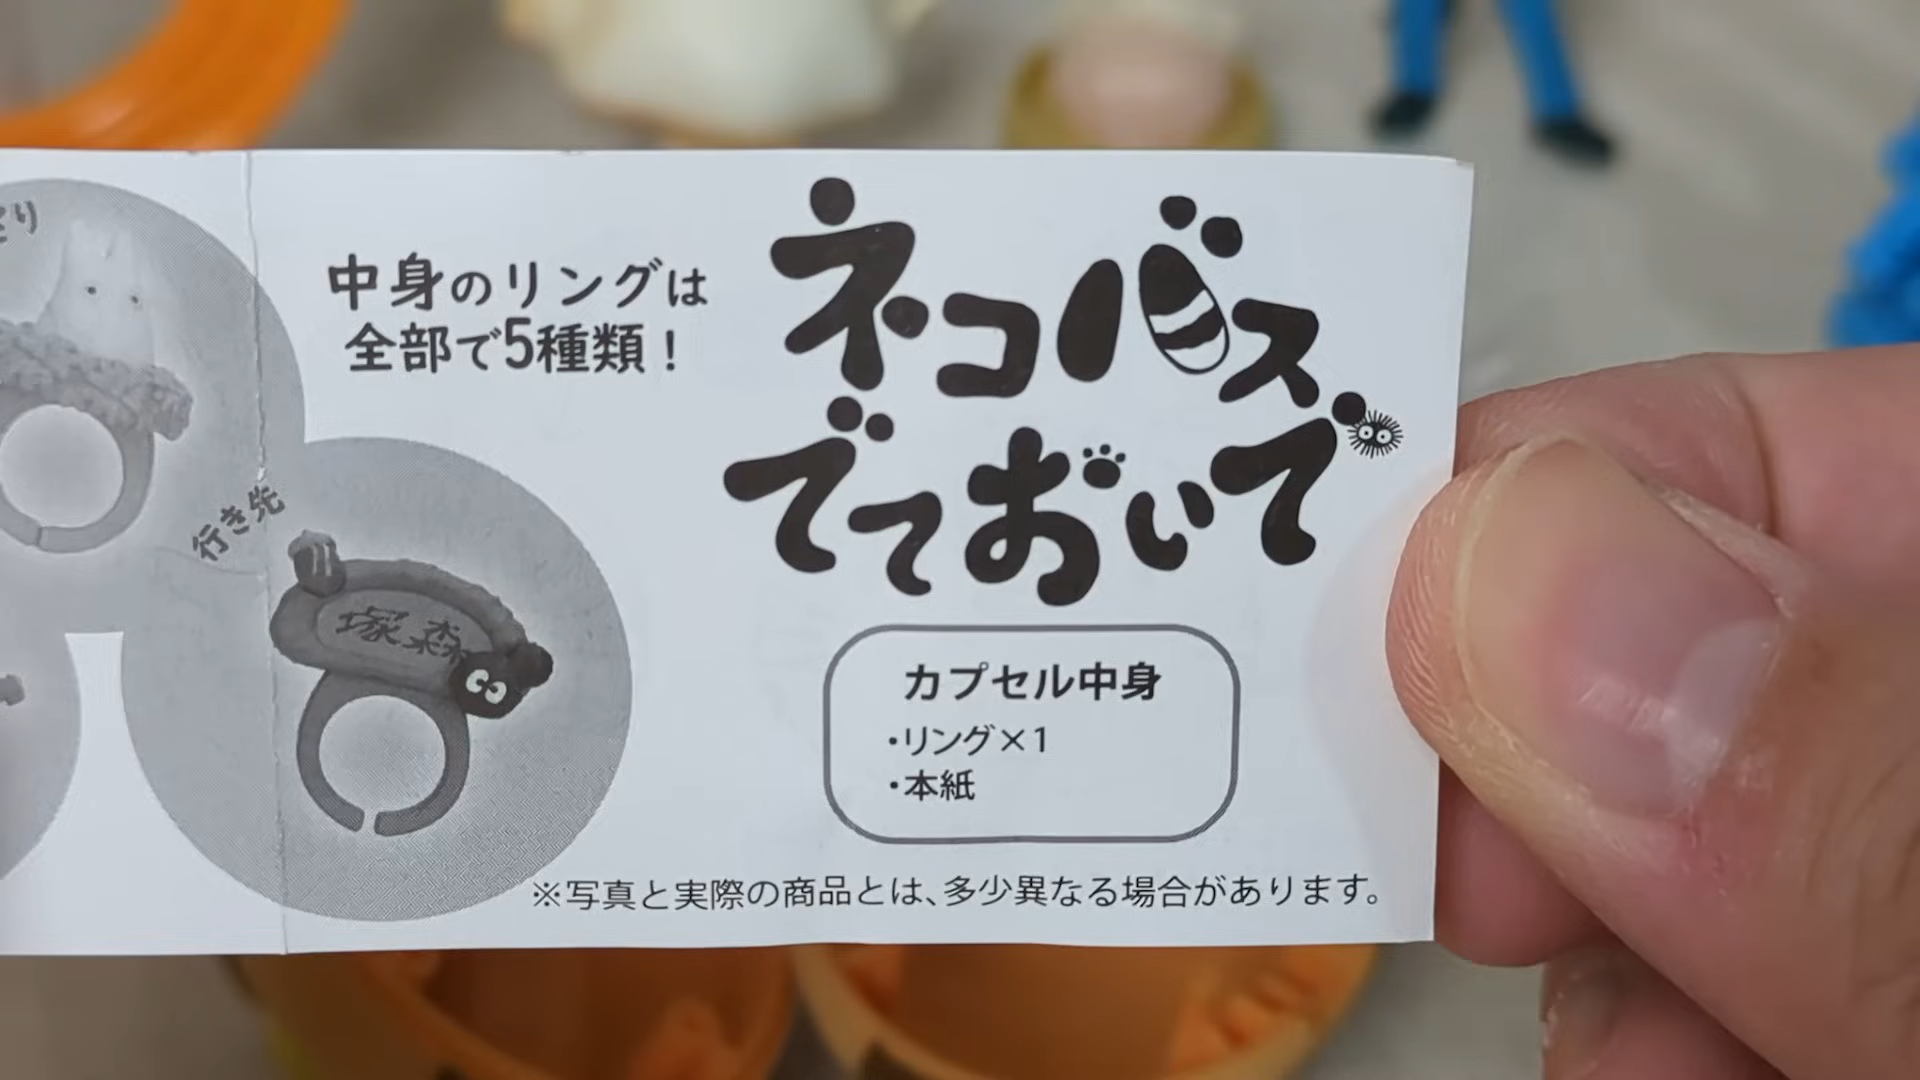 中身のリングは
全部で5種類！
ネコバス
でておいで
行き先
塚森
カプセル中身
・リング×1
・本紙
※写真と実際の商品とは、多少異なる場合があります。